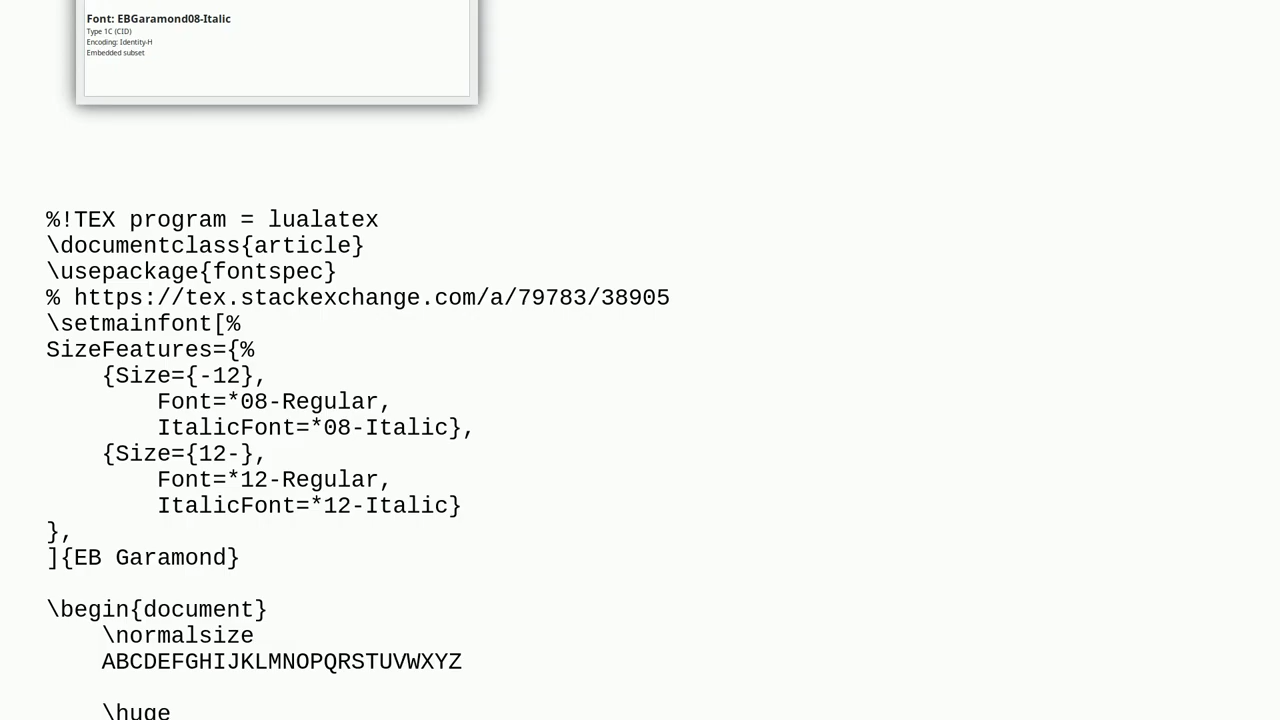 Font: EBGaramond08-Italic
Type 1C (CID)
Encoding: Identity-H
Embedded subset
%!TEX program = lualatex
\documentclass{article}
\usepackage{fontspec}
% https://tex.stackexchange.com/a/79783/38905
\setmainfont[%
SizeFeatures={%
    {Size={-12},
        Font=*08-Regular,
        ItalicFont=*08-Italic},
    {Size={12-},
        Font=*12-Regular,
        ItalicFont=*12-Italic}
},
]{EB Garamond}
\begin{document}
    \normalsize
    ABCDEFGHIJKLMNOPQRSTUVWXYZ
    \huge